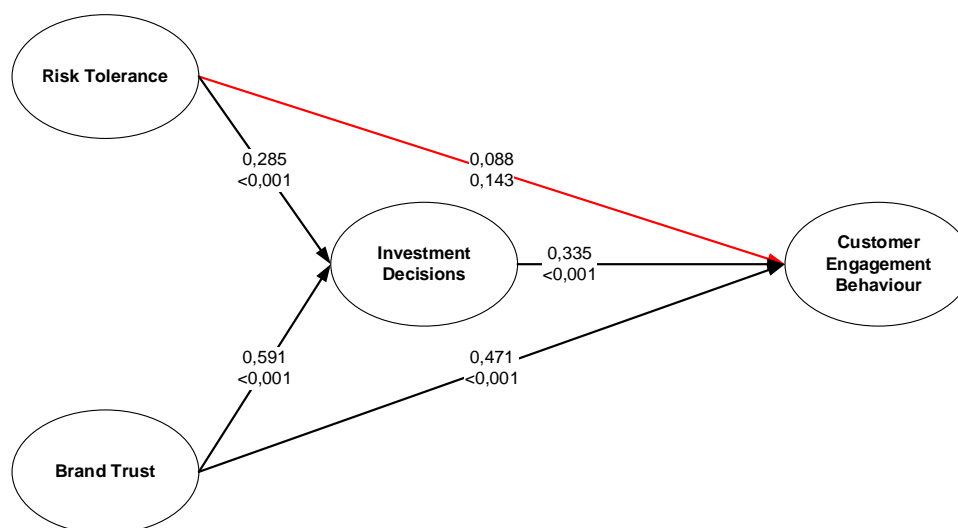 Risk Tolerance
0,285
<0,001
0,088
0,143
Investment
Decisions
0,335
<0,001
Customer
Engagement
Behaviour
0,591
<0,001
0,471
<0,001
Brand Trust